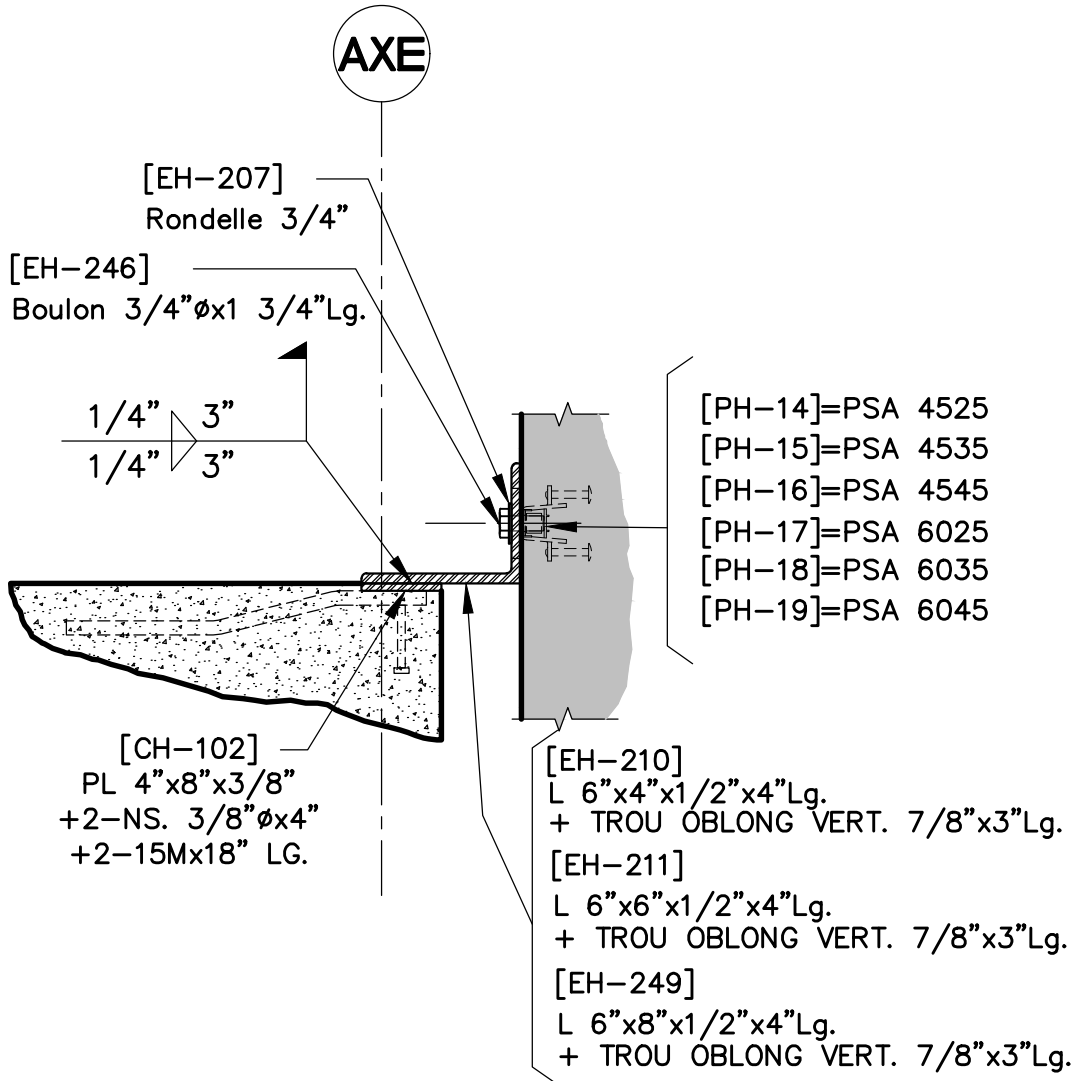 AXE
[EH-207]
Rondelle 3/4”
[EH-246]
Boulon 3/4”øx1 3/4”Lg.
1/4” 3”
1/4” 3”
[PH-14]=PSA 4525
[PH-15]=PSA 4535
[PH-16]=PSA 4545
[PH-17]=PSA 6025
[PH-18]=PSA 6035
[PH-19]=PSA 6045
[CH-102]
PL 4”x8”x3/8”
+2-NS. 3/8”øx4”
+2-15Mx18” LG.
[EH-210]
L 6”x4”x1/2”x4”Lg.
+ TROU OBLONG VERT. 7/8”x3”Lg.
[EH-211]
L 6”x6”x1/2”x4”Lg.
+ TROU OBLONG VERT. 7/8”x3”Lg.
[EH-249]
L 6”x8”x1/2”x4”Lg.
+ TROU OBLONG VERT. 7/8”x3”Lg.